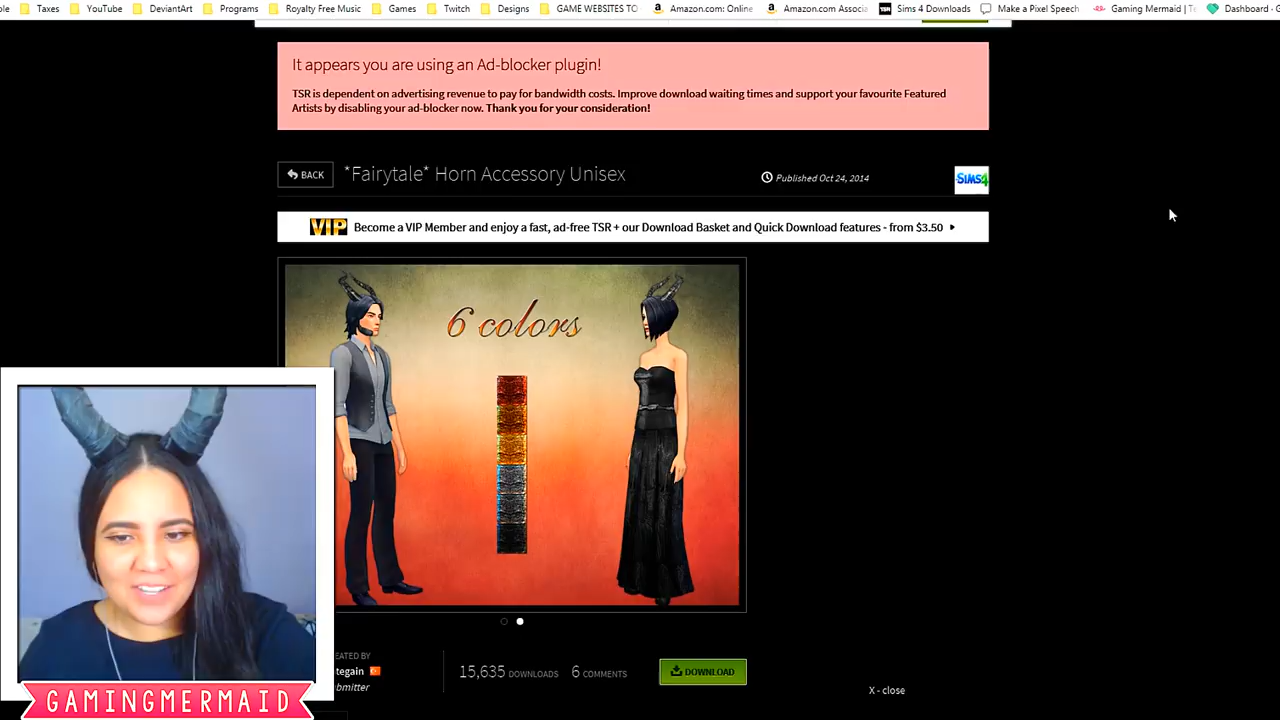 Taxes YouTube DeviantArt Programs Royalty Free Music Games Twitch Designs GAME WEBSITES TO Amazon.com: Online Amazon.com Associa Sims 4 Downloads Make a Pixel Speech Gaming Mermaid | Dashboard - G
It appears you are using an Ad-blocker plugin!
TSR is dependent on advertising revenue to pay for bandwidth costs. Improve download waiting times and support your favourite Featured
Artists by disabling your ad-blocker now. Thank you for your consideration!
BACK *Fairytale* Horn Accessory Unisex Published Oct 24, 2014 SIMS4
VIP Become a VIP Member and enjoy a fast, ad-free TSR + our Download Basket and Quick Download features - from $3.50
6 colors
EATED BY
tegain
bmitter
15,635 DOWNLOADS 6 COMMENTS DOWNLOAD
X - close
GAMINGMERMAID